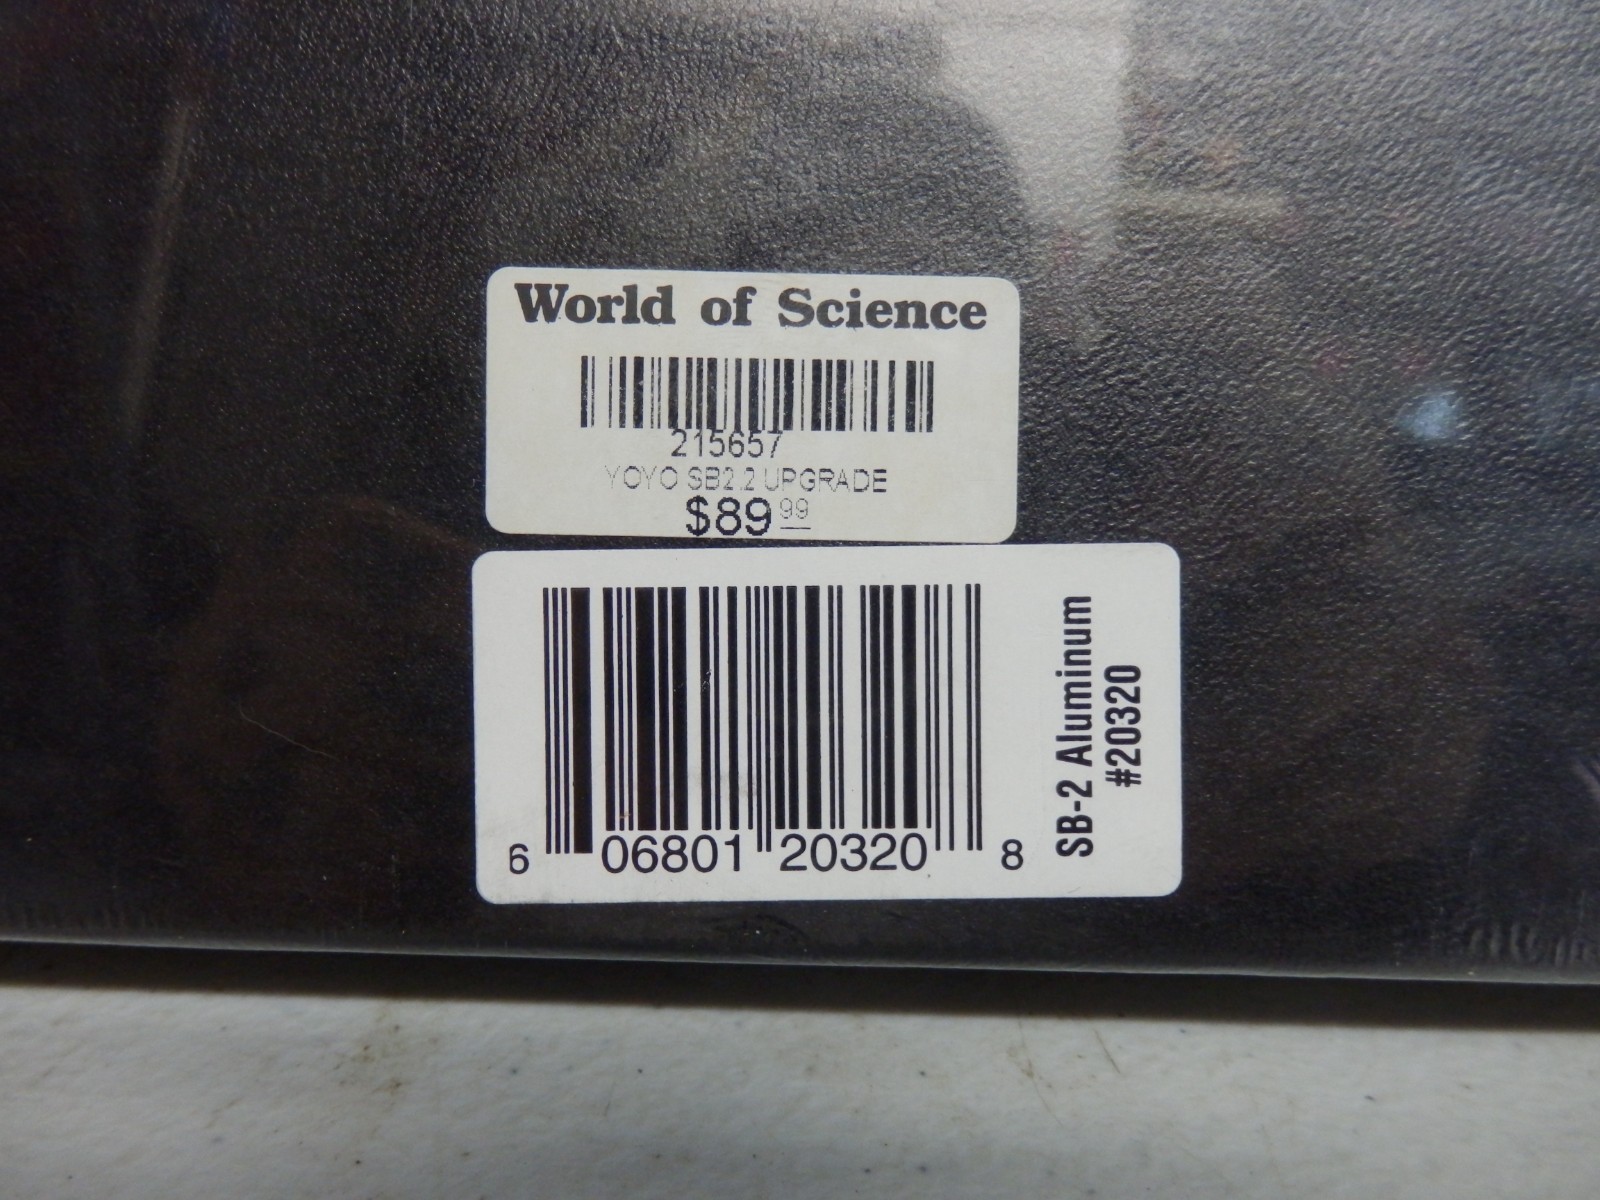 World of Science
215657
YOYO SB2.2 UPGRADE
$89 99
6 06801 20320 8
SB-2 Aluminum
#20320